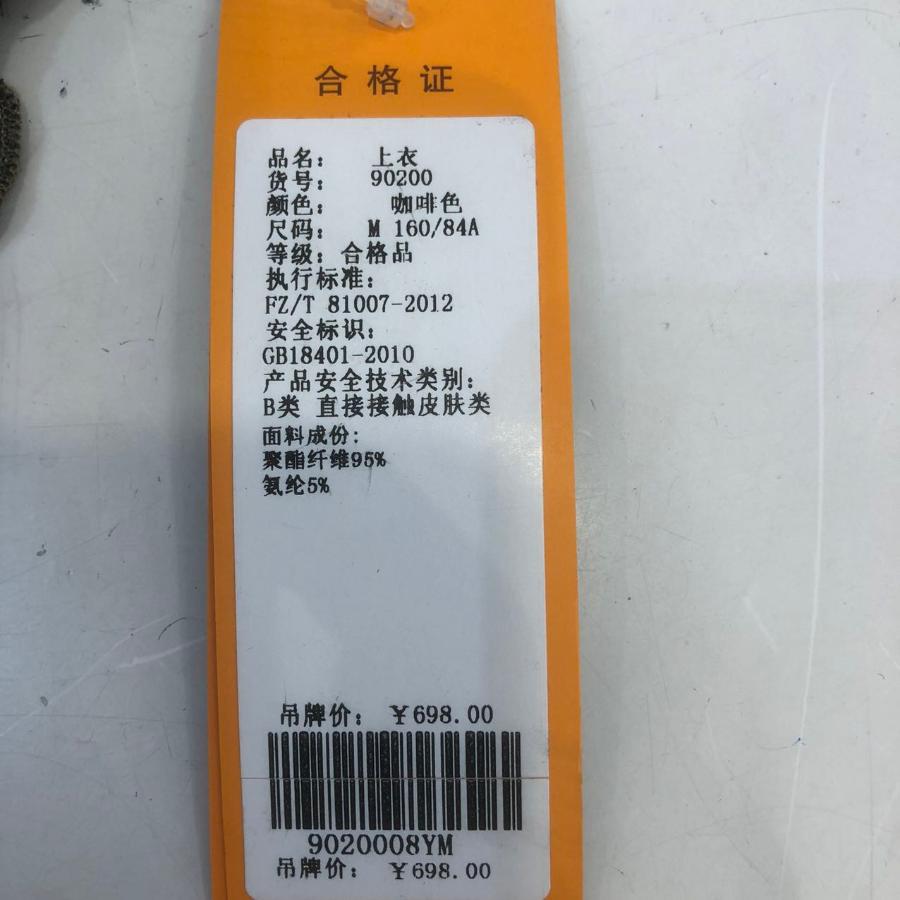 合格证
品名： 上衣
货号： 90200
颜色： 咖啡色
尺码： M 160/84A
等级：合格品
执行标准：
FZ/T 81007-2012
安全标识：
GB18401-2010
产品安全技术类别：
B类 直接接触皮肤类
面料成份：
聚酯纤维95%
氨纶5%
吊牌价： ￥698.00
9020008YM
吊牌价： ￥698.00